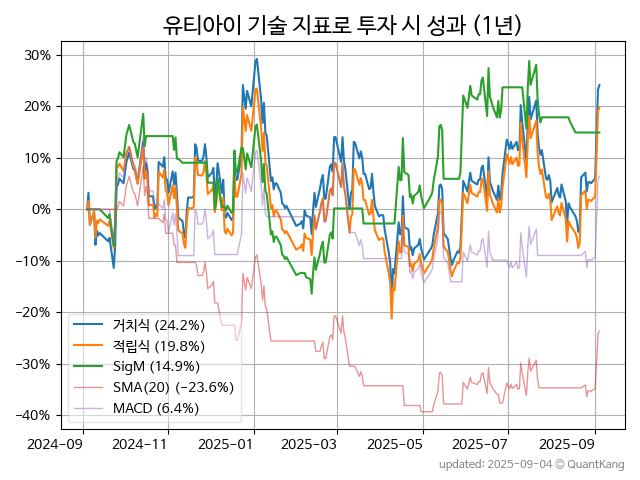 유티아이 기술 지표로 투자 시 성과 (1년)
30%
20%
10%
0%
−10%
−20%
−30%
−40%
거치식 (24.2%)
적립식 (19.8%)
SigM (14.9%)
SMA(20) (−23.6%)
MACD (6.4%)
2024-09
2024-11
2025-01
2025-03
2025-05
2025-07
2025-09
updated: 2025-09-04 © QuantKang